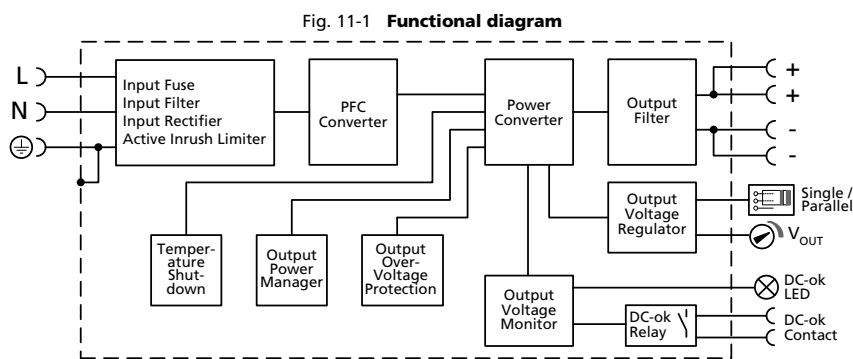 Fig. 11-1 Functional diagram
L
N
Input Fuse
Input Filter
Input Rectifier
Active Inrush Limiter
PFC
Converter
Power
Converter
Output
Filter
+
+
-
-
Temper-
ature
Shut-
down
Output
Power
Manager
Output
Over-
Voltage
Protection
Output
Voltage
Regulator
Single /
Parallel
VOUT
Output
Voltage
Monitor
DC-ok
LED
DC-ok
Relay
DC-ok
Contact